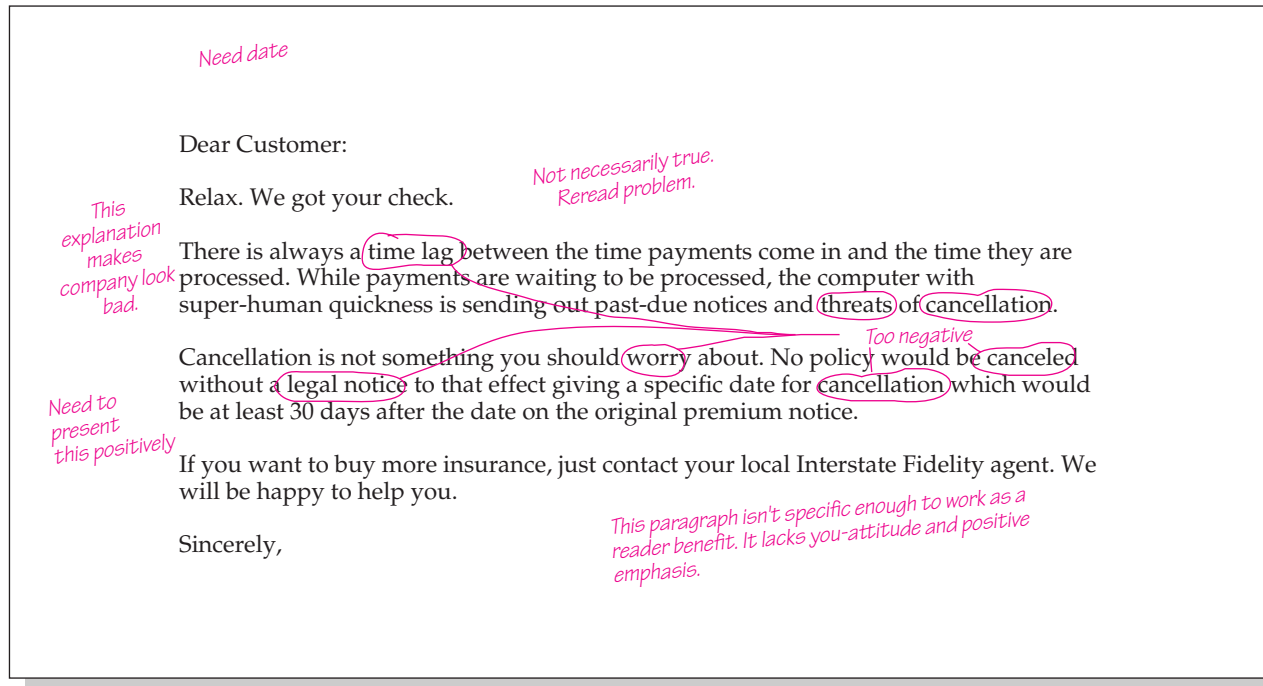 Need date
Dear Customer:
Not necessarily true.
Reread problem.
Relax. We got your check.
This
explanation
makes
company look
bad.
There is always a time lag between the time payments come in and the time they are
processed. While payments are waiting to be processed, the computer with
super-human quickness is sending out past-due notices and threats of cancellation.
Too negative
Cancellation is not something you should worry about. No policy would be canceled
without a legal notice to that effect giving a specific date for cancellation which would
be at least 30 days after the date on the original premium notice.
Need to
present
this positively
If you want to buy more insurance, just contact your local Interstate Fidelity agent. We
will be happy to help you.
This paragraph isn't specific enough to work as a
reader benefit. It lacks you-attitude and positive
emphasis.
Sincerely,